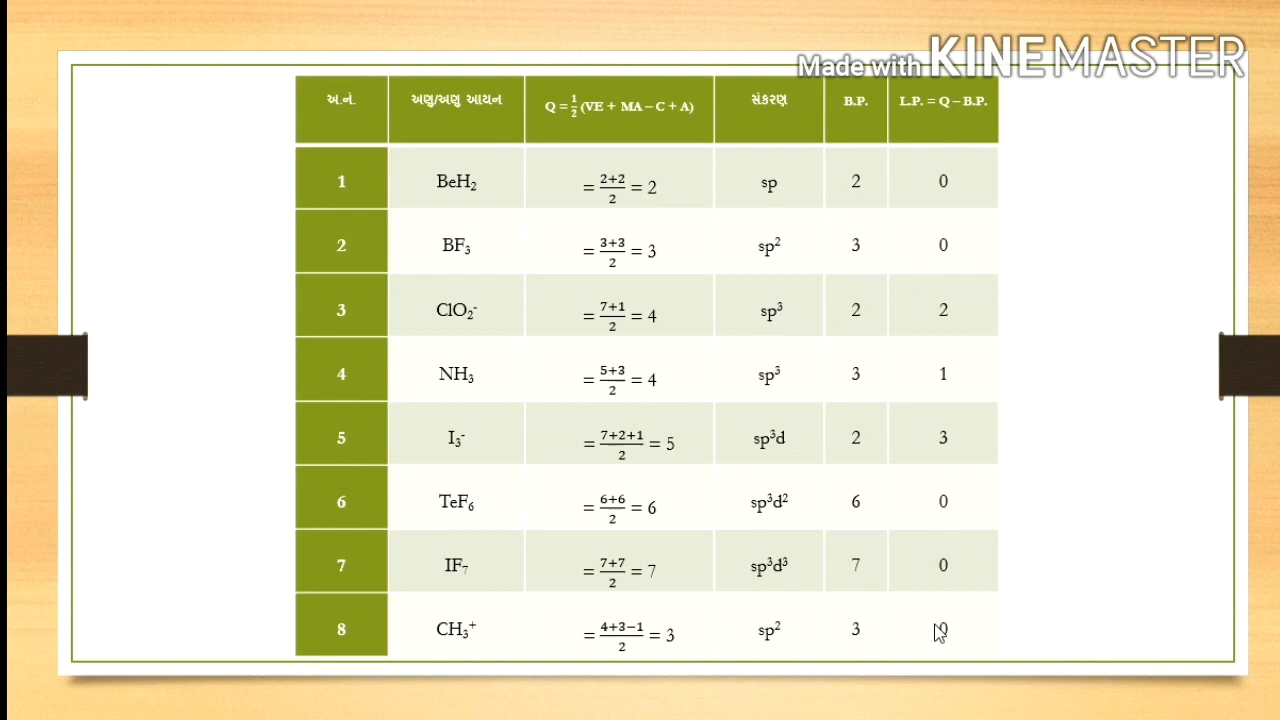 Made with KINEMASTER
અ.નં. અણુ/અણુ આયન Q = ½ (VE + MA – C + A) સંકરણ B.P. L.P. = Q – B.P.
1 BeH₂ = (2+2)/2 = 2 sp 2 0
2 BF₃ = (3+3)/2 = 3 sp² 3 0
3 ClO₂⁻ = (7+1)/2 = 4 sp³ 2 2
4 NH₃ = (5+3)/2 = 4 sp³ 3 1
5 I₃⁻ = (7+2+1)/2 = 5 sp³d 2 3
6 TeF₆ = (6+6)/2 = 6 sp³d² 6 0
7 IF₇ = (7+7)/2 = 7 sp³d³ 7 0
8 CH₃⁺ = (4+3−1)/2 = 3 sp² 3 0